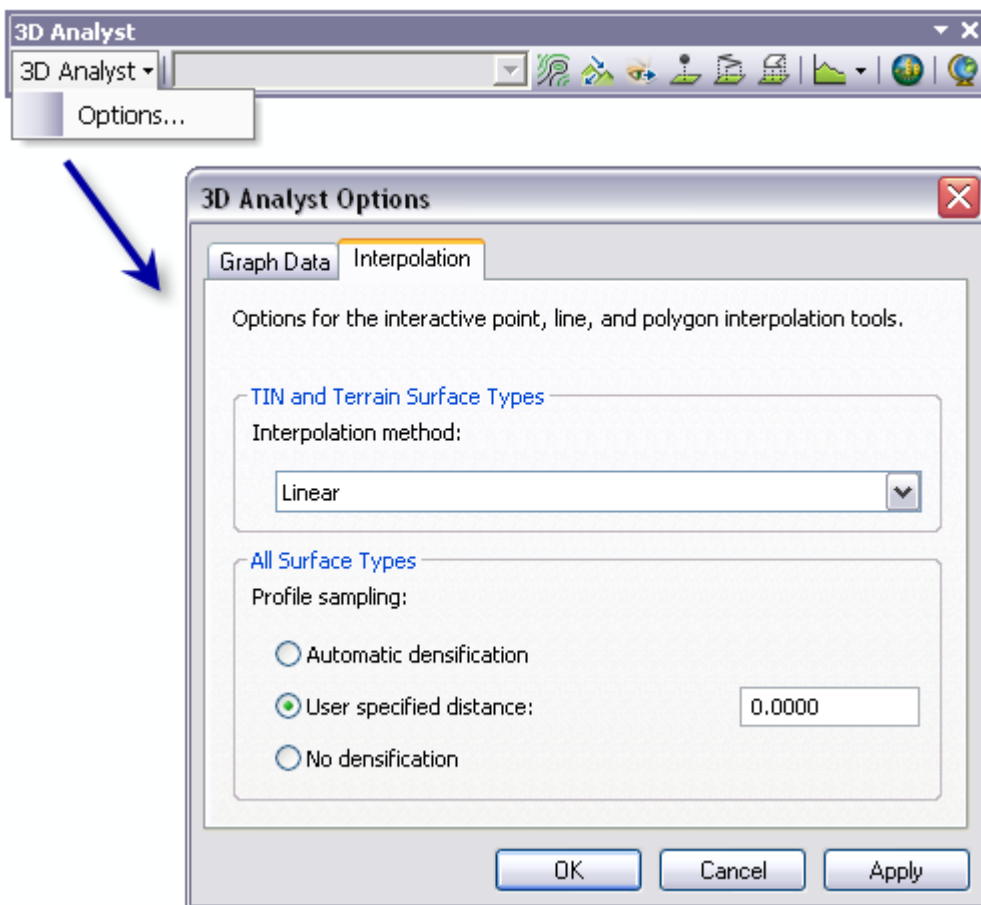 3D Analyst
3D Analyst
Options...
3D Analyst Options
Graph Data
Interpolation
Options for the interactive point, line, and polygon interpolation tools.
TIN and Terrain Surface Types
Interpolation method:
Linear
All Surface Types
Profile sampling:
Automatic densification
User specified distance: 0.0000
No densification
OK Cancel Apply